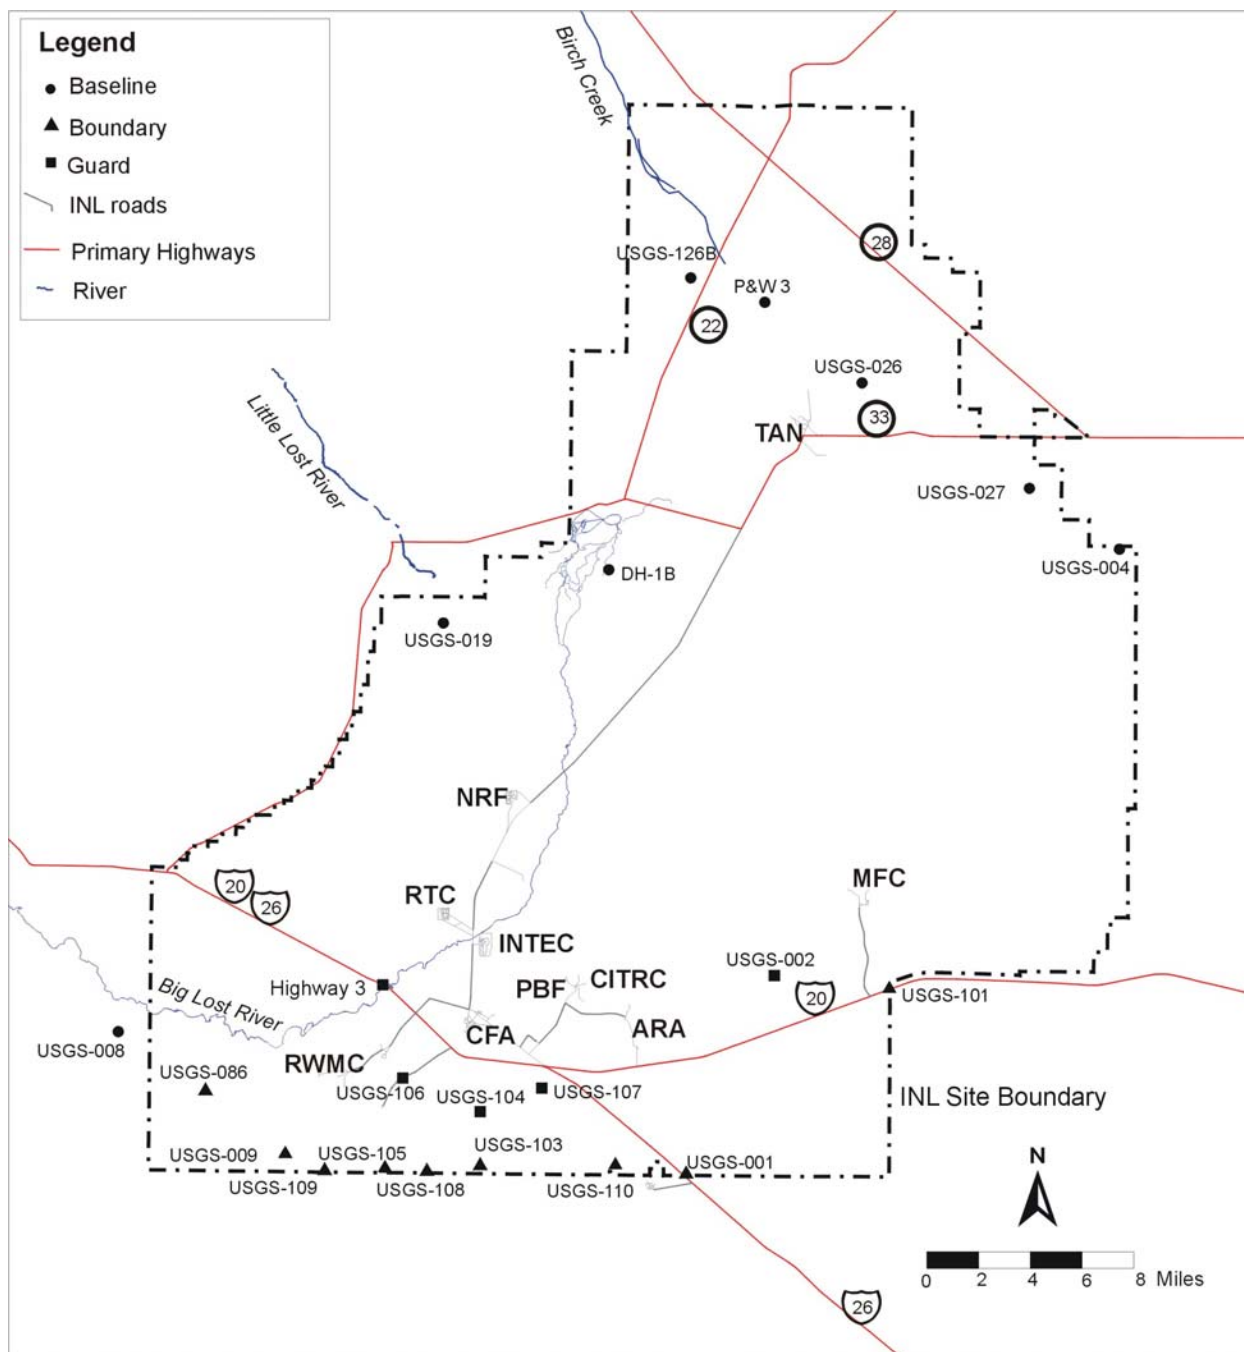 Legend
Baseline
Boundary
Guard
INL roads
Primary Highways
River
Birch Creek
USGS-126B
28
P&W 3
22
USGS-026
33
TAN
Little Lost River
USGS-027
USGS-004
DH-1B
USGS-019
NRF
20
26
MFC
RTC
INTEC
USGS-002
Highway 3
PBF
CITRC
20
USGS-101
Big Lost River
USGS-008
CFA
ARA
RWMC
USGS-086
USGS-106
USGS-104
USGS-107
INL Site Boundary
USGS-009
USGS-105
USGS-103
USGS-001
USGS-109
USGS-108
USGS-110
N
0 2 4 6 8 Miles
26